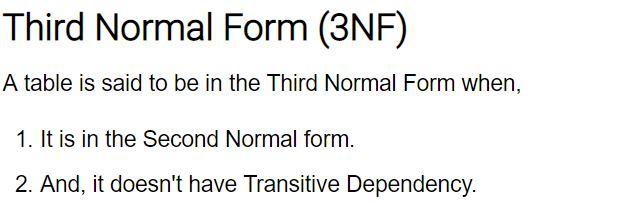 Third Normal Form (3NF)
A table is said to be in the Third Normal Form when,
1. It is in the Second Normal form.
2. And, it doesn't have Transitive Dependency.